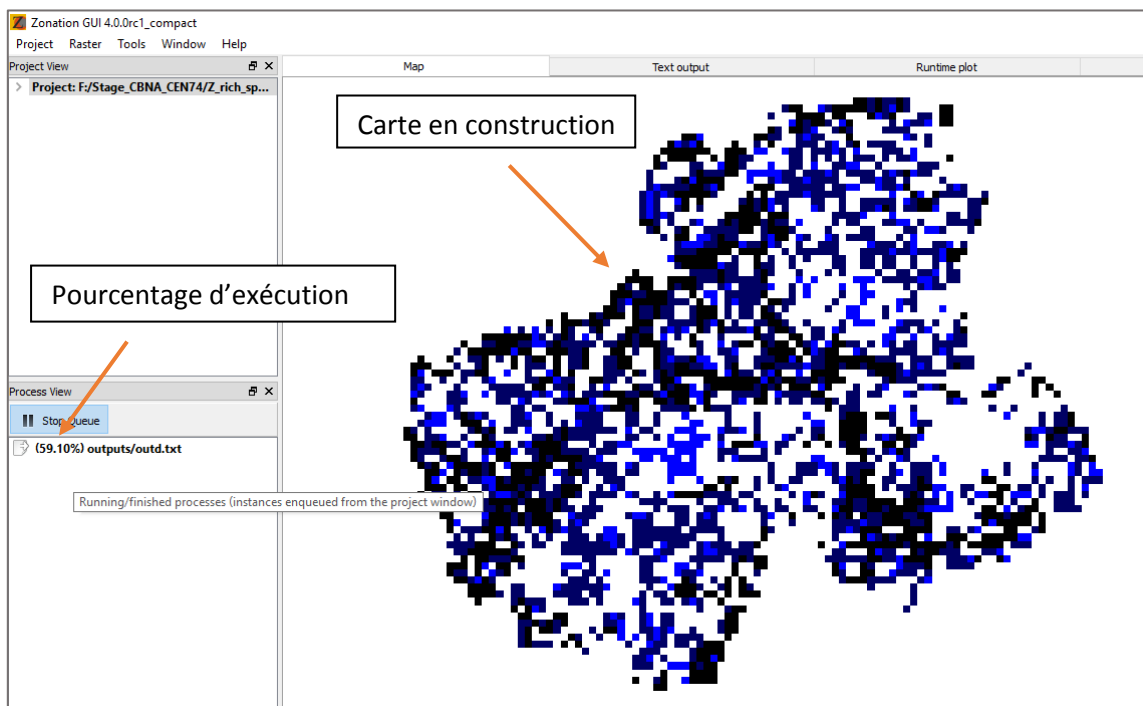 Zonation GUI 4.0.0rc1_compact
Project Raster Tools Window Help
Project View
Map
Text output
Runtime plot
Project: F:/Stage_CBNA_CEN74/Z_rich_sp...
Carte en construction
Pourcentage d’exécution
Process View
Stop Queue
(59.10%) outputs/outd.txt
Running/finished processes (instances enqueued from the project window)